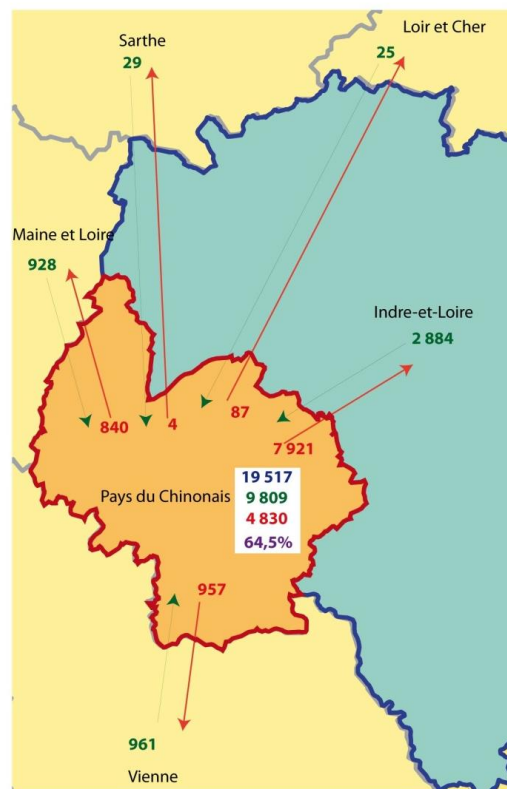 Sarthe
29
Loir et Cher
25
Maine et Loire
928
Indre-et-Loire
2 884
840
4
87
7 921
Pays du Chinonais
19 517
9 809
4 830
64,5%
957
961
Vienne